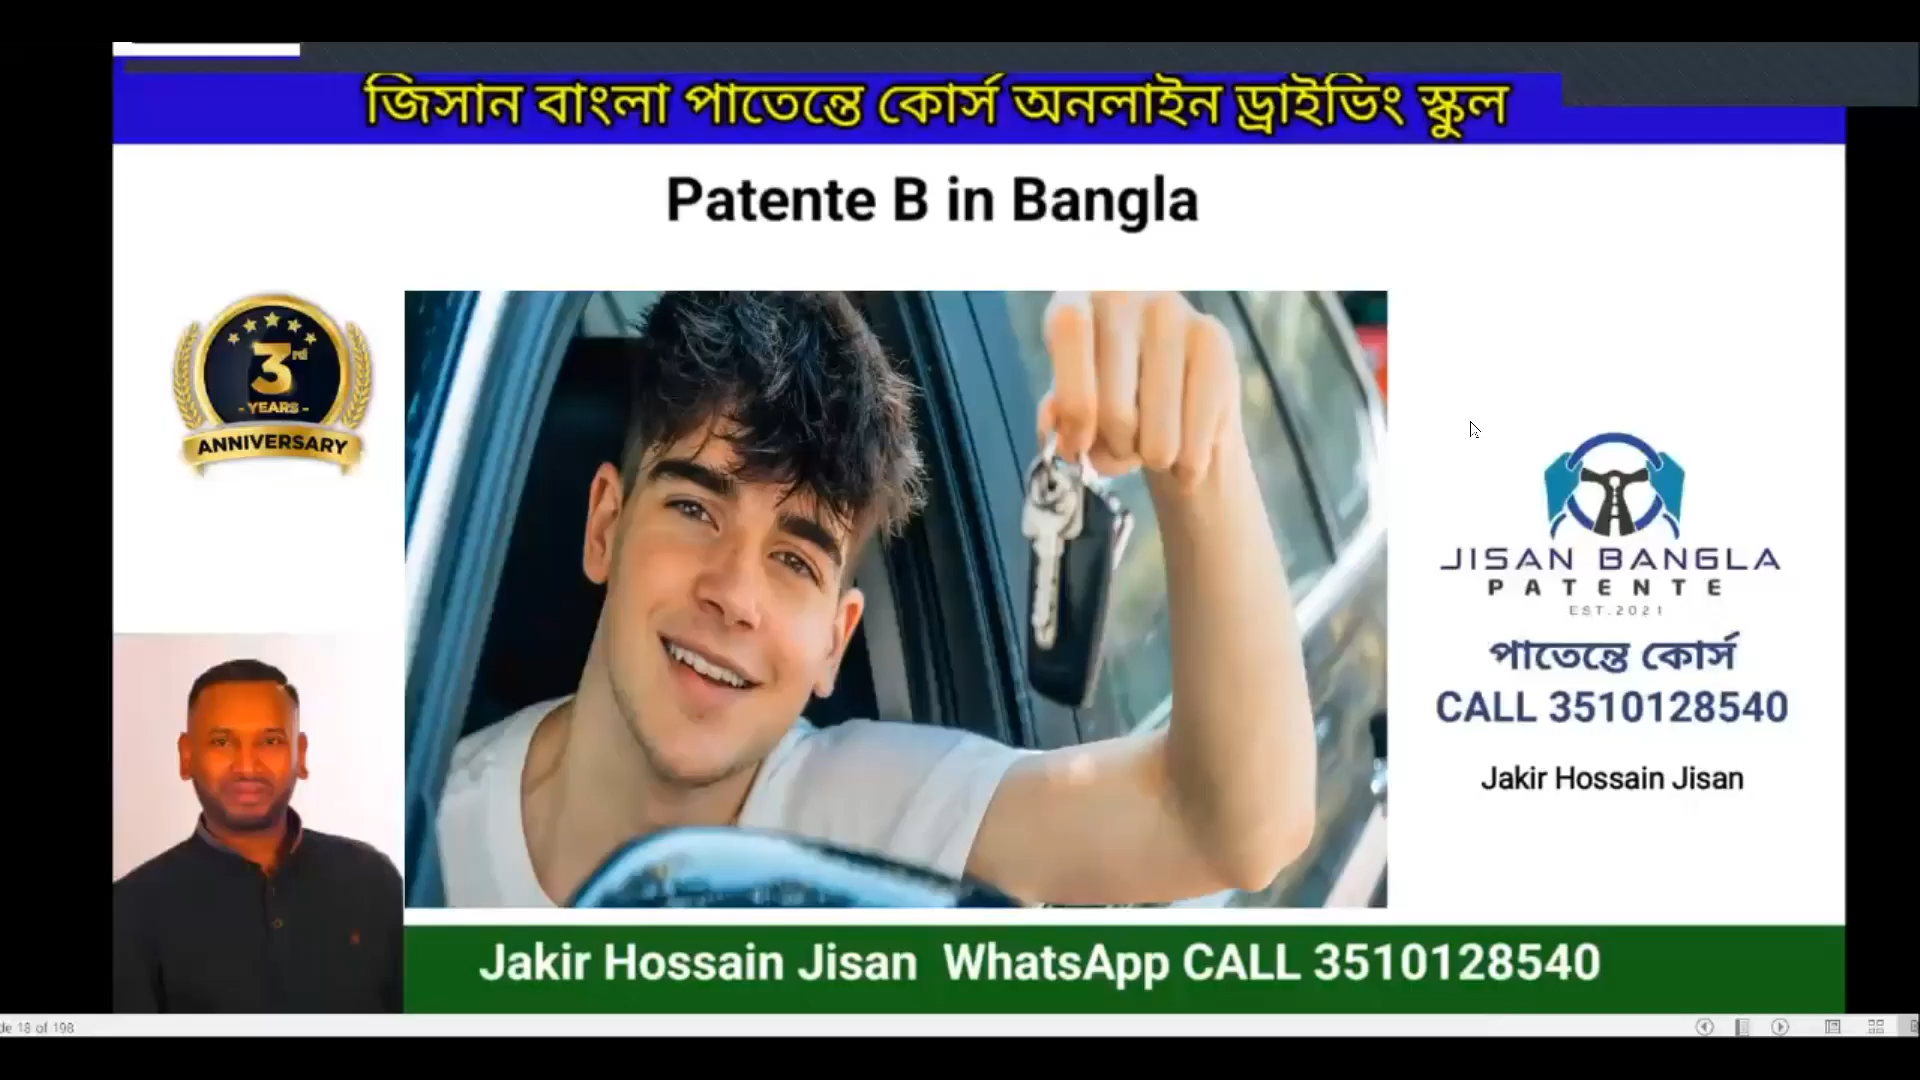 জিসান বাংলা পাতেন্তে কোর্স অনলাইন ড্রাইভিং স্কুল
Patente B in Bangla
3rd
- YEARS -
ANNIVERSARY
JISAN BANGLA
PATENTE
EST.2021
পাতেন্তে কোর্স
CALL 3510128540
Jakir Hossain Jisan
Jakir Hossain Jisan WhatsApp CALL 3510128540
18 of 198